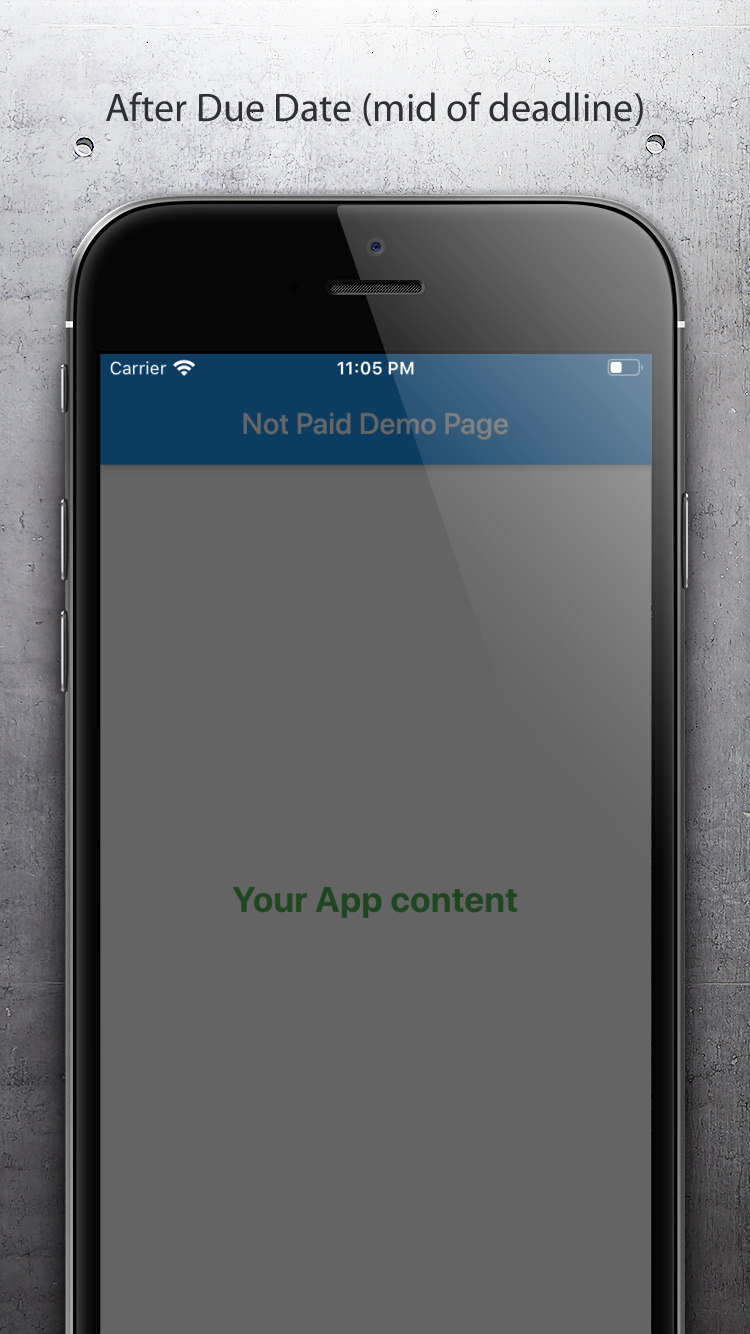 After Due Date (mid of deadline)
Carrier 11:05 PM
Not Paid Demo Page
Your App content